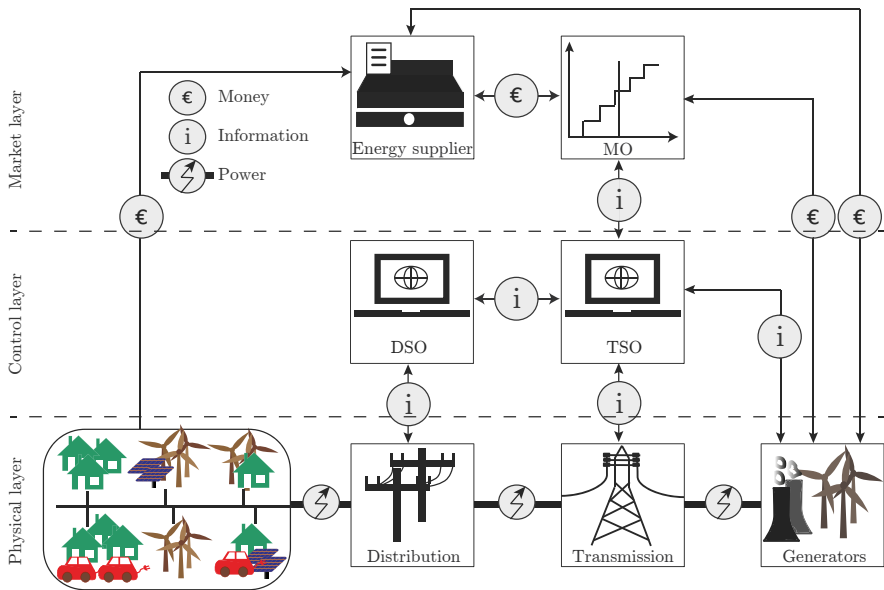 Market layer
€ Money
i Information
Power
Energy supplier
€
MO
€
€
€
i
Control layer
DSO
i
TSO
i
i
i
Physical layer
Distribution
Transmission
Generators